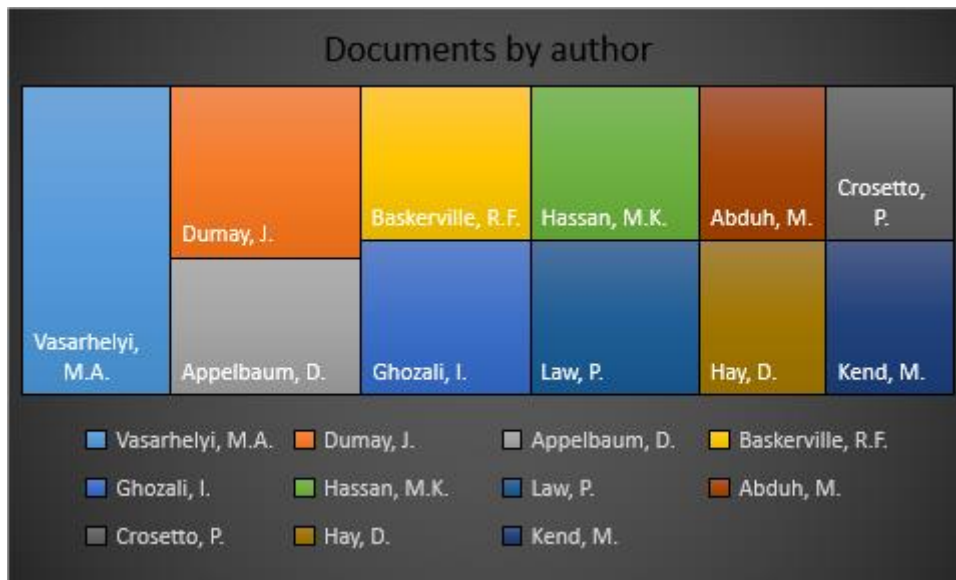 Documents by author
Vasarhelyi,
M.A.
Dumay, J.
Appelbaum, D.
Baskerville, R.F.
Ghozali, I.
Hassan, M.K.
Law, P.
Abduh, M.
Hay, D.
Crosetto,
P.
Kend, M.
Vasarhelyi, M.A.
Dumay, J.
Appelbaum, D.
Baskerville, R.F.
Ghozali, I.
Hassan, M.K.
Law, P.
Abduh, M.
Crosetto, P.
Hay, D.
Kend, M.